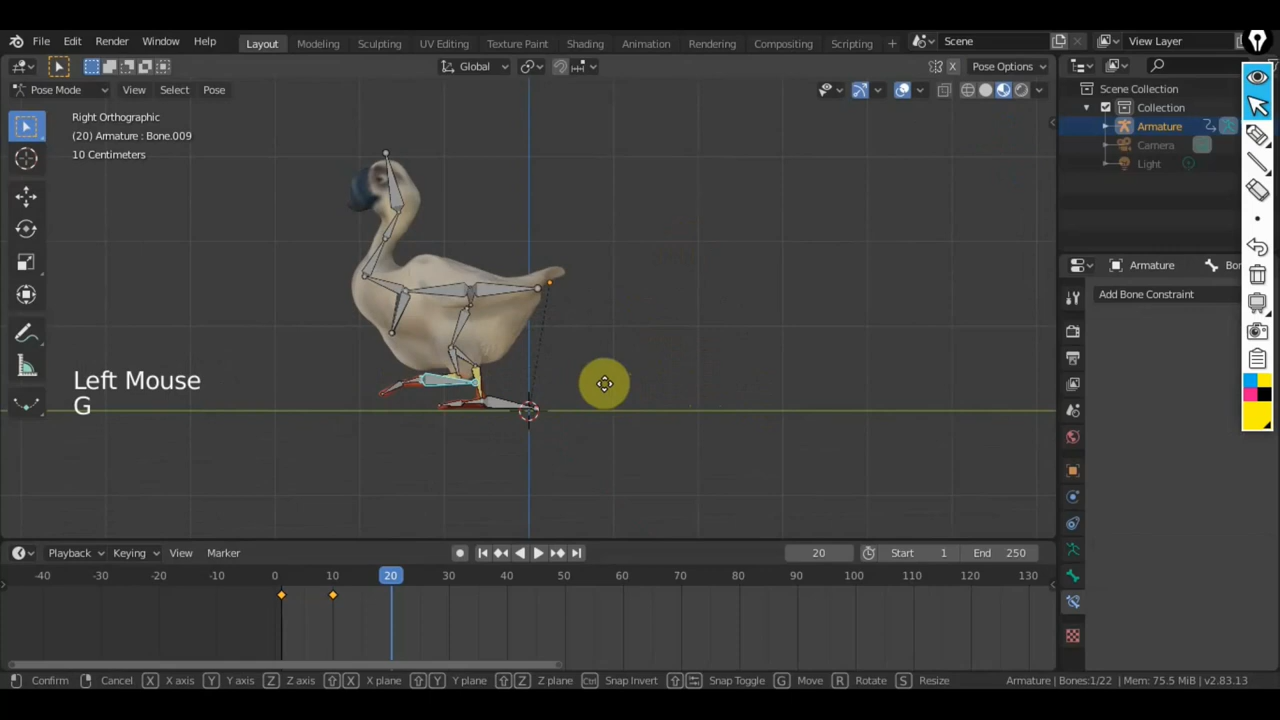 File Edit Render Window Help Layout Modeling Sculpting UV Editing Texture Paint Shading Animation Rendering Compositing Scripting + Scene View Layer
Global X Pose Options
Pose Mode View Select Pose
Scene Collection
Collection
Armature
Camera
Light
Right Orthographic
(20) Armature : Bone.009
10 Centimeters
Armature Bon
Add Bone Constraint
Left Mouse
G
Playback Keying View Marker 20 Start 1 End 250
-40 -30 -20 -10 0 10 20 30 40 50 60 70 80 90 100 110 120 130
Confirm Cancel X X axis Y Y axis Z Z axis X X plane Y Y plane Z Z plane Ctrl Snap Invert Snap Toggle G Move R Rotate S Resize Armature | Bones:1/22 | Mem: 75.5 MiB | v2.83.13